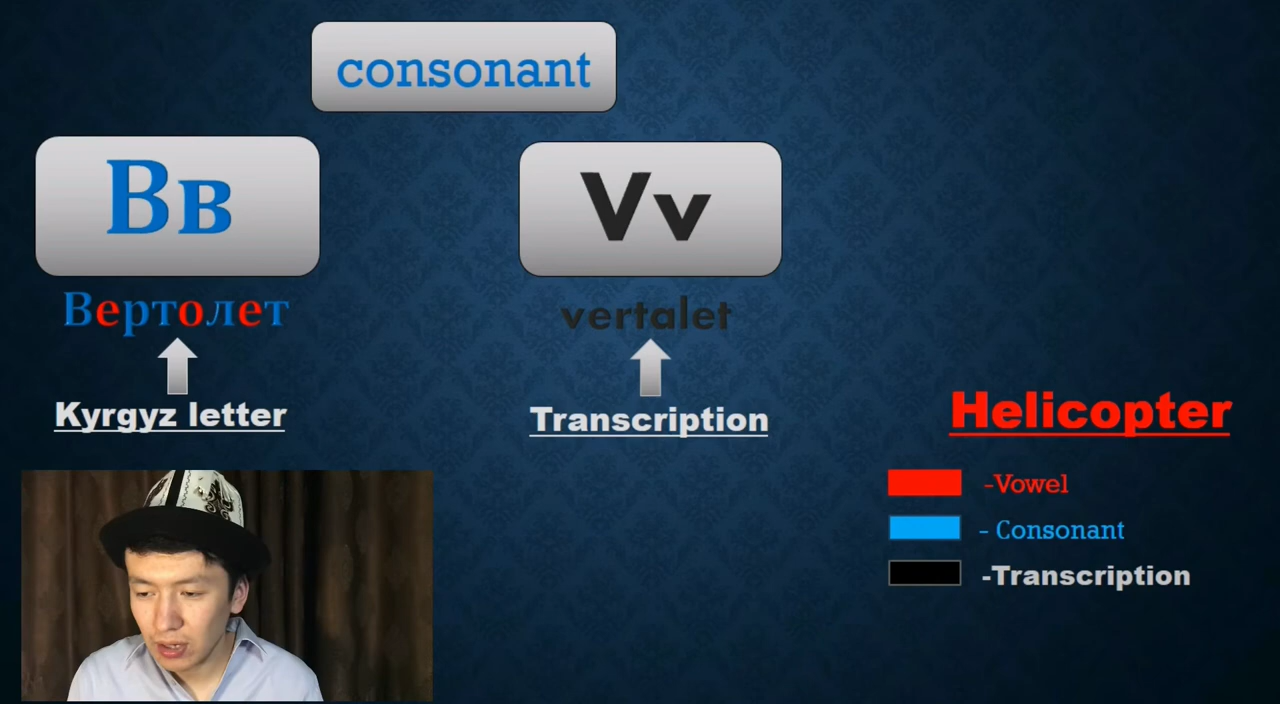 consonant
Вв
Vv
Вертолет
vertalet
Kyrgyz letter
Transcription
Helicopter
-Vowel
- Consonant
-Transcription